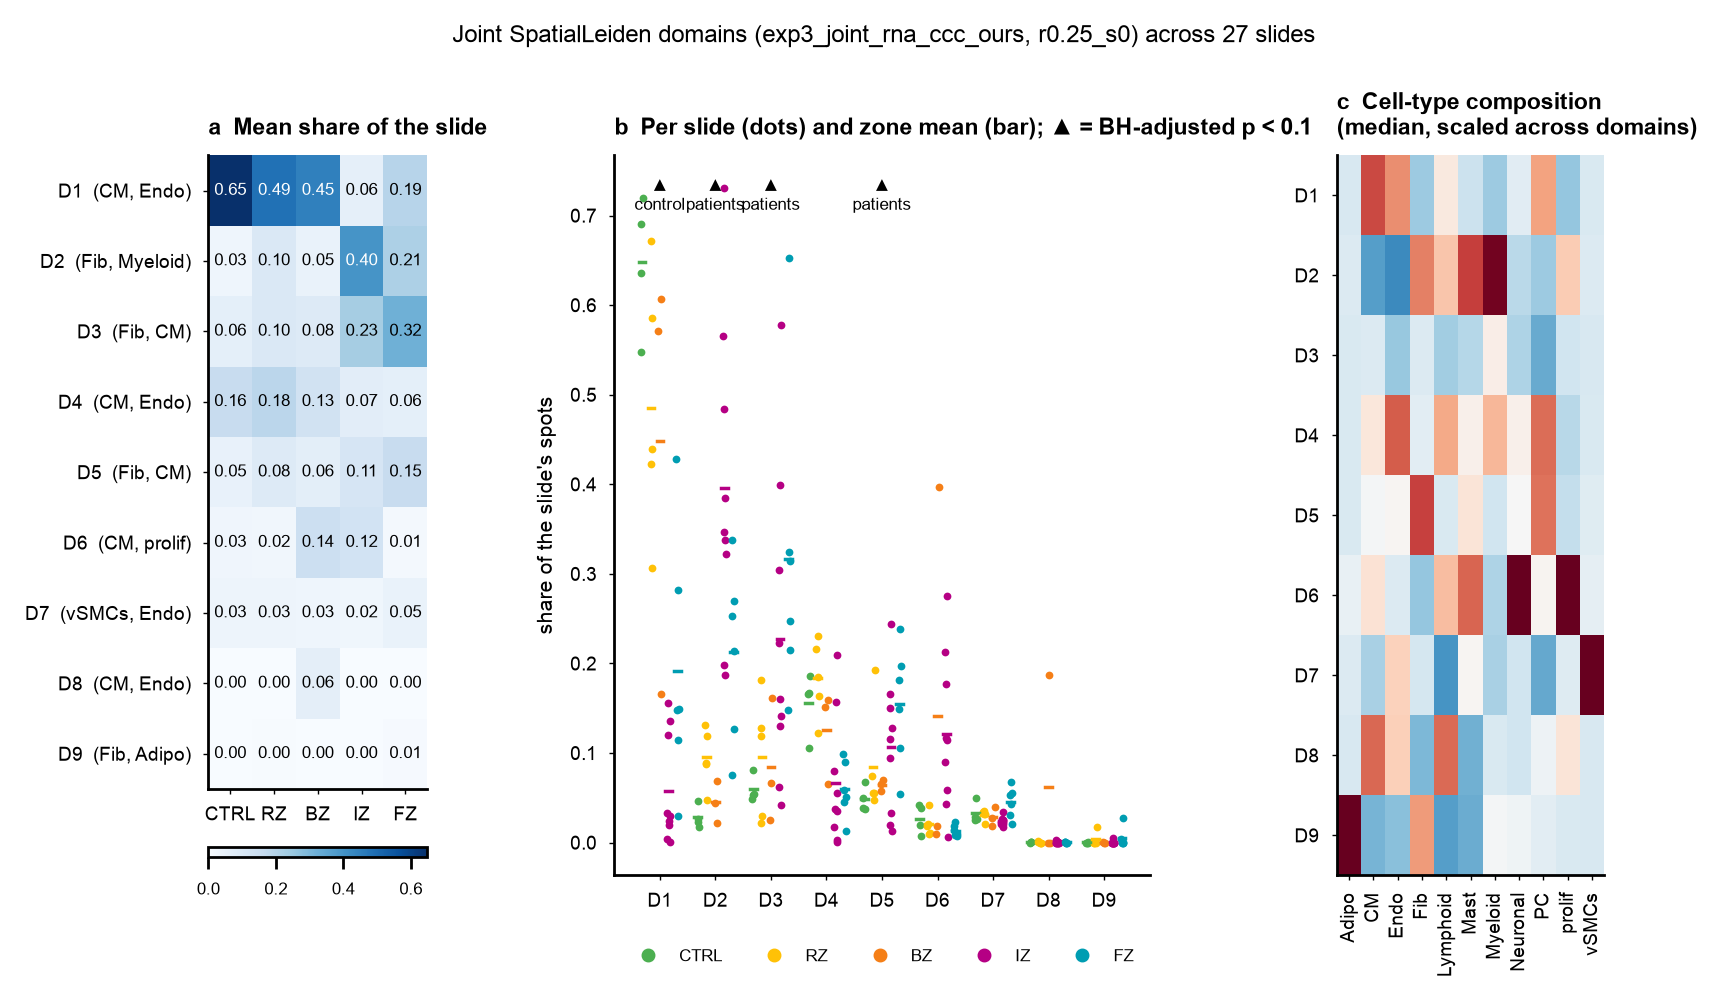 Joint SpatialLeiden domains (exp3_joint_rna_ccc_ours, r0.25_s0) across 27 slides
a Mean share of the slide
D1 (CM, Endo) 0.65 0.49 0.45 0.06 0.19
D2 (Fib, Myeloid) 0.03 0.10 0.05 0.40 0.21
D3 (Fib, CM) 0.06 0.10 0.08 0.23 0.32
D4 (CM, Endo) 0.16 0.18 0.13 0.07 0.06
D5 (Fib, CM) 0.05 0.08 0.06 0.11 0.15
D6 (CM, prolif) 0.03 0.02 0.14 0.12 0.01
D7 (vSMCs, Endo) 0.03 0.03 0.03 0.02 0.05
D8 (CM, Endo) 0.00 0.00 0.06 0.00 0.00
D9 (Fib, Adipo) 0.00 0.00 0.00 0.00 0.01
CTRL RZ BZ IZ FZ
0.0 0.2 0.4 0.6
b Per slide (dots) and zone mean (bar); ▲ = BH-adjusted p < 0.1
control patients patients patients
share of the slide's spots
0.7
0.6
0.5
0.4
0.3
0.2
0.1
0.0
D1 D2 D3 D4 D5 D6 D7 D8 D9
CTRL RZ BZ IZ FZ
c Cell-type composition
(median, scaled across domains)
D1
D2
D3
D4
D5
D6
D7
D8
D9
Adipo
CM
Endo
Fib
Lymphoid
Mast
Myeloid
Neuronal
PC
prolif
vSMCs